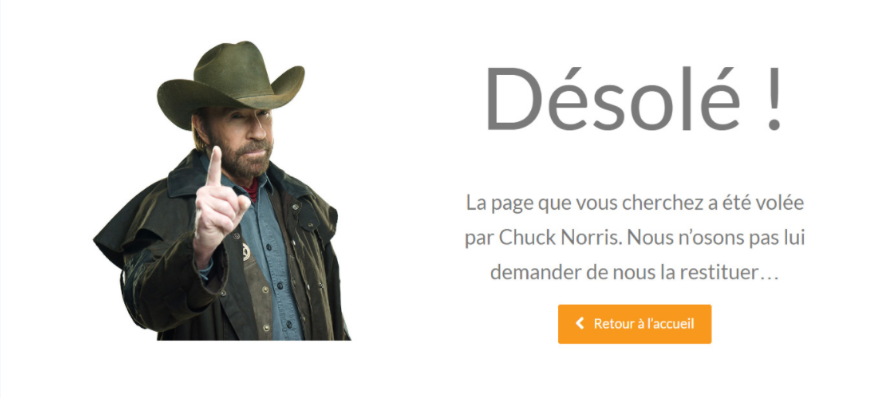 Désolé !
La page que vous cherchez a été volée
par Chuck Norris. Nous n’osons pas lui
demander de nous la restituer…
Retour à l’accueil